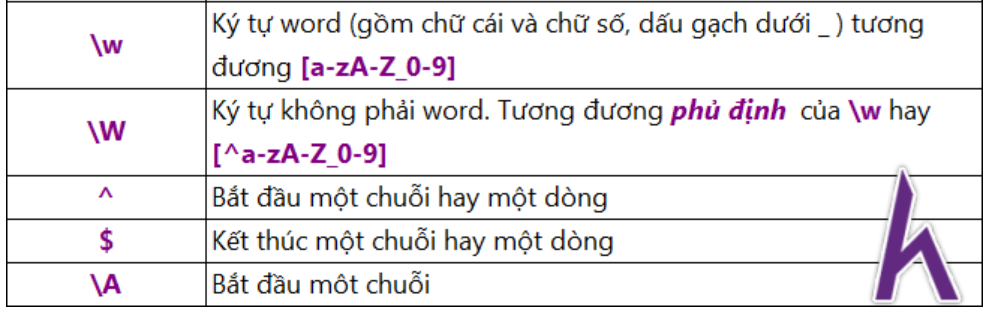 \w Ký tự word (gồm chữ cái và chữ số, dấu gạch dưới _ ) tương
đương [a-zA-Z_0-9]
\W Ký tự không phải word. Tương đương phủ định của \w hay
[^a-zA-Z_0-9]
^ Bắt đầu một chuỗi hay một dòng
$ Kết thúc một chuỗi hay một dòng
\A Bắt đầu môt chuỗi
h